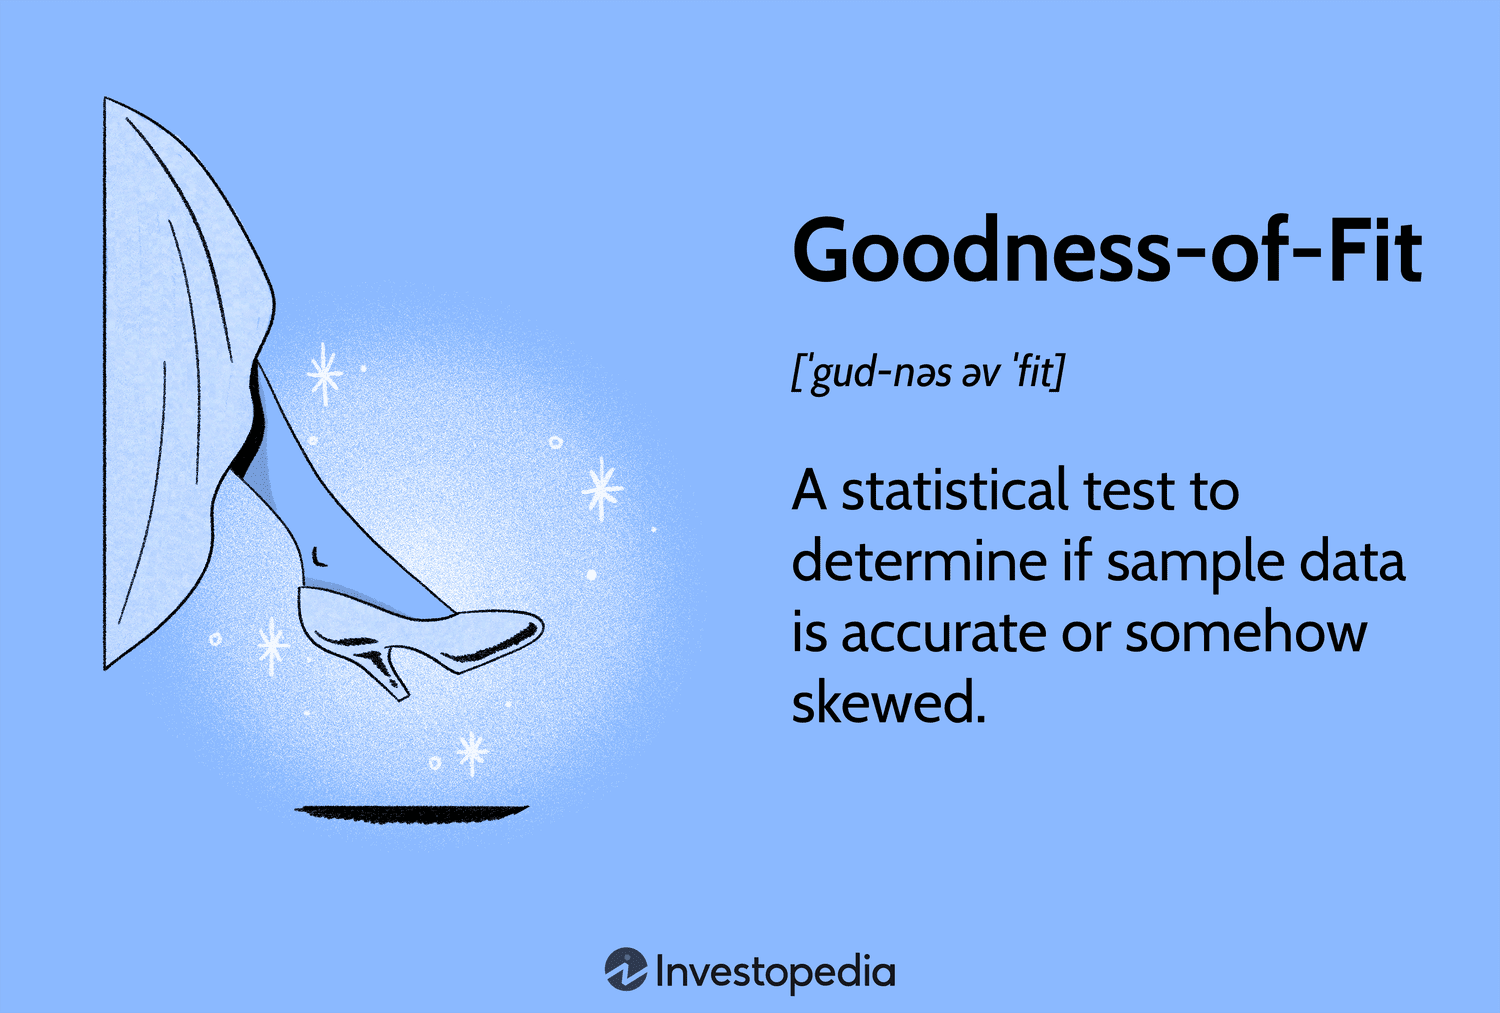 Goodness-of-Fit
[ˈgud-nəs əv ˈfit]
A statistical test to
determine if sample data
is accurate or somehow
skewed.
Investopedia